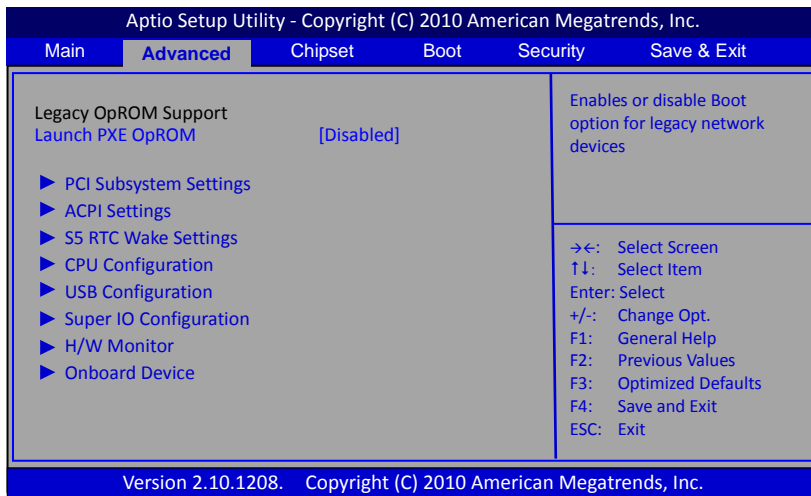 Aptio Setup Utility - Copyright (C) 2010 American Megatrends, Inc.
Main Advanced Chipset Boot Security Save & Exit
Legacy OpROM Support
Launch PXE OpROM [Disabled]
► PCI Subsystem Settings
► ACPI Settings
► S5 RTC Wake Settings
► CPU Configuration
► USB Configuration
► Super IO Configuration
► H/W Monitor
► Onboard Device
Enables or disable Boot
option for legacy network
devices
→←: Select Screen
↑↓: Select Item
Enter: Select
+/-: Change Opt.
F1: General Help
F2: Previous Values
F3: Optimized Defaults
F4: Save and Exit
ESC: Exit
Version 2.10.1208. Copyright (C) 2010 American Megatrends, Inc.